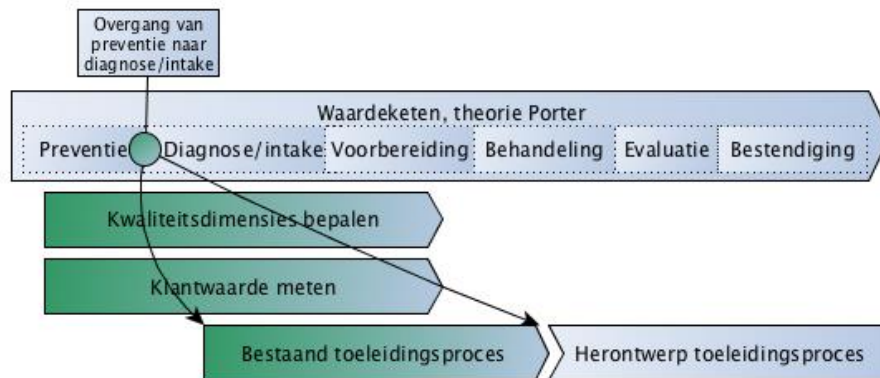 Overgang van
preventie naar
diagnose/intake
Waardeketen, theorie Porter
Preventie Diagnose/intake Voorbereiding Behandeling Evaluatie Bestendiging
Kwaliteitsdimensies bepalen
Klantwaarde meten
Bestaand toeleidingsproces Herontwerp toeleidingsproces